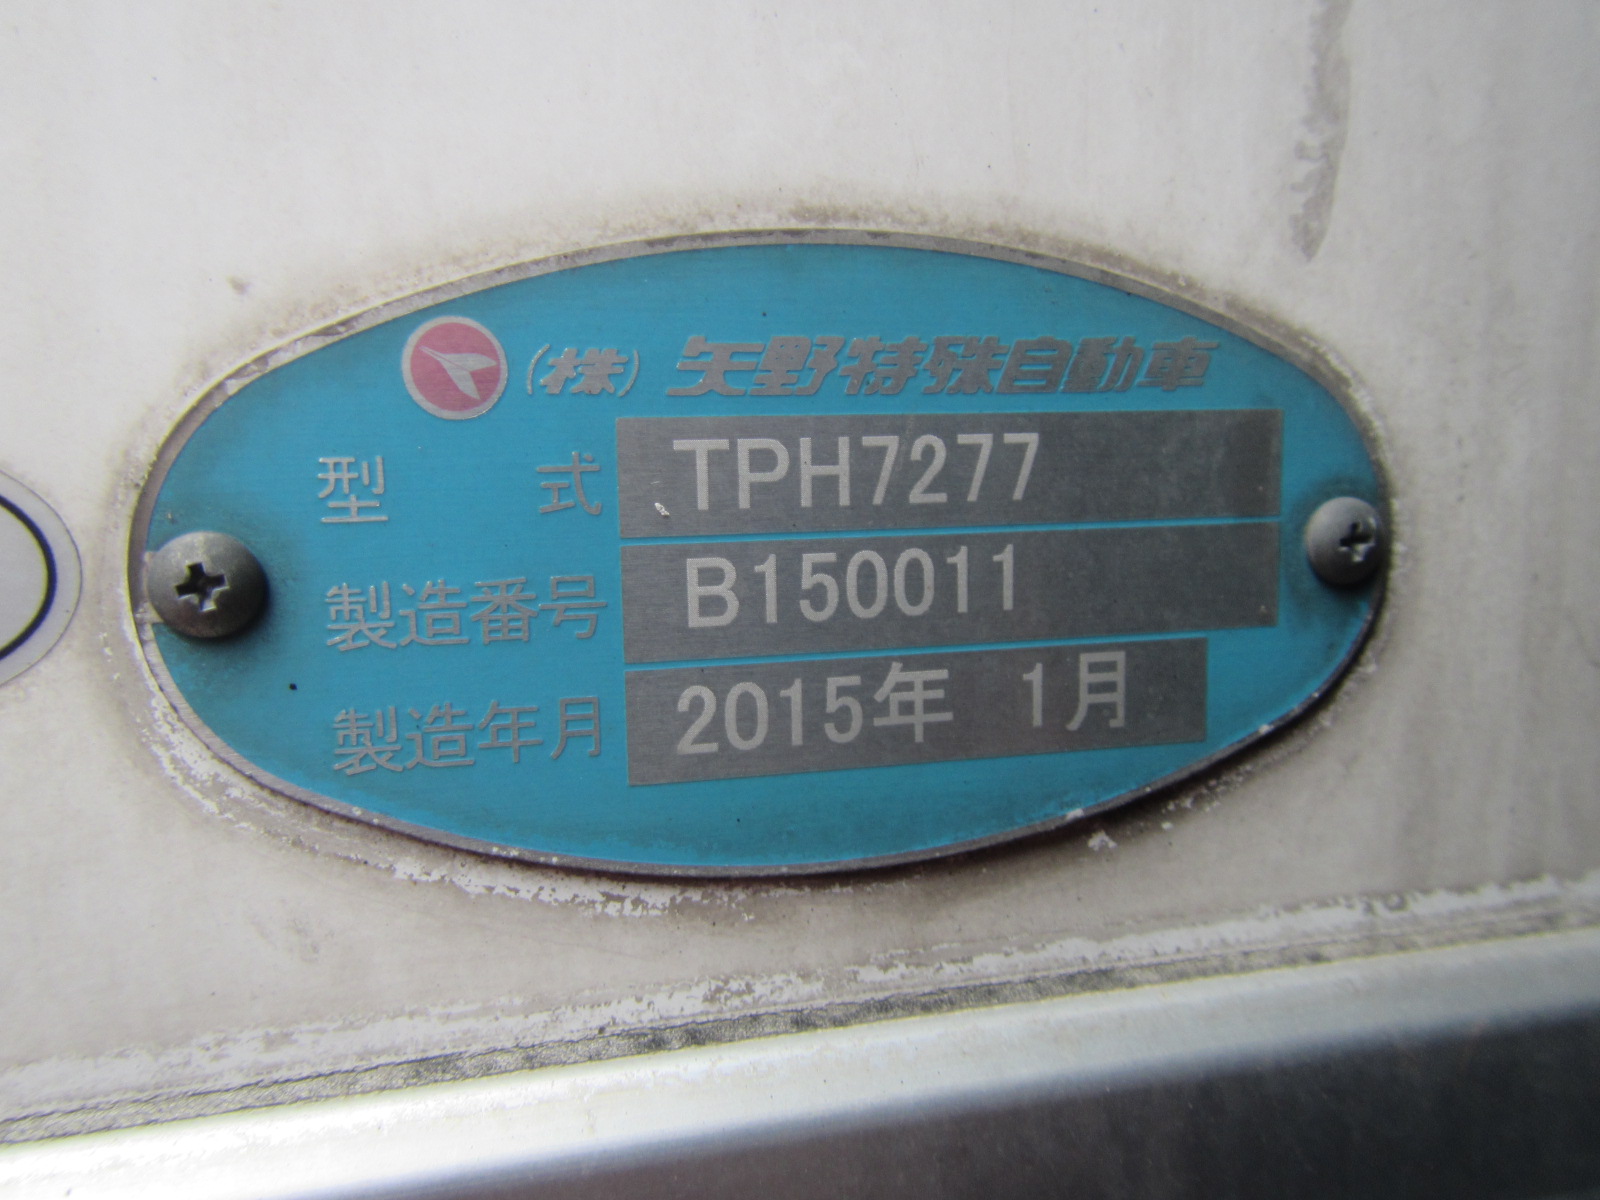 (株) 矢野特殊自動車
型 式 TPH7277
製造番号 B150011
製造年月 2015年 1月